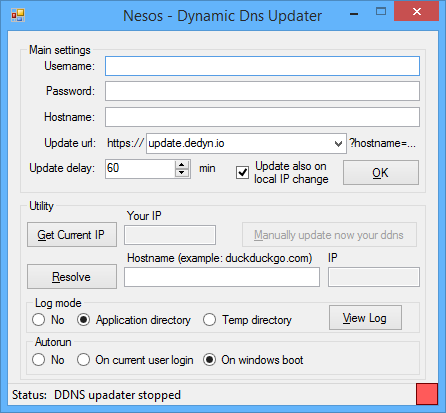 Nesos - Dynamic Dns Updater
Main settings
Username:
Password:
Hostname:
Update url: https:// update.dedyn.io ?hostname=...
Update delay: 60 min Update also on
local IP change OK
Utility
Your IP
Get Current IP Manually update now your ddns
Hostname (example: duckduckgo.com) IP
Resolve
Log mode
No Application directory Temp directory View Log
Autorun
No On current user login On windows boot
Status: DDNS upadater stopped